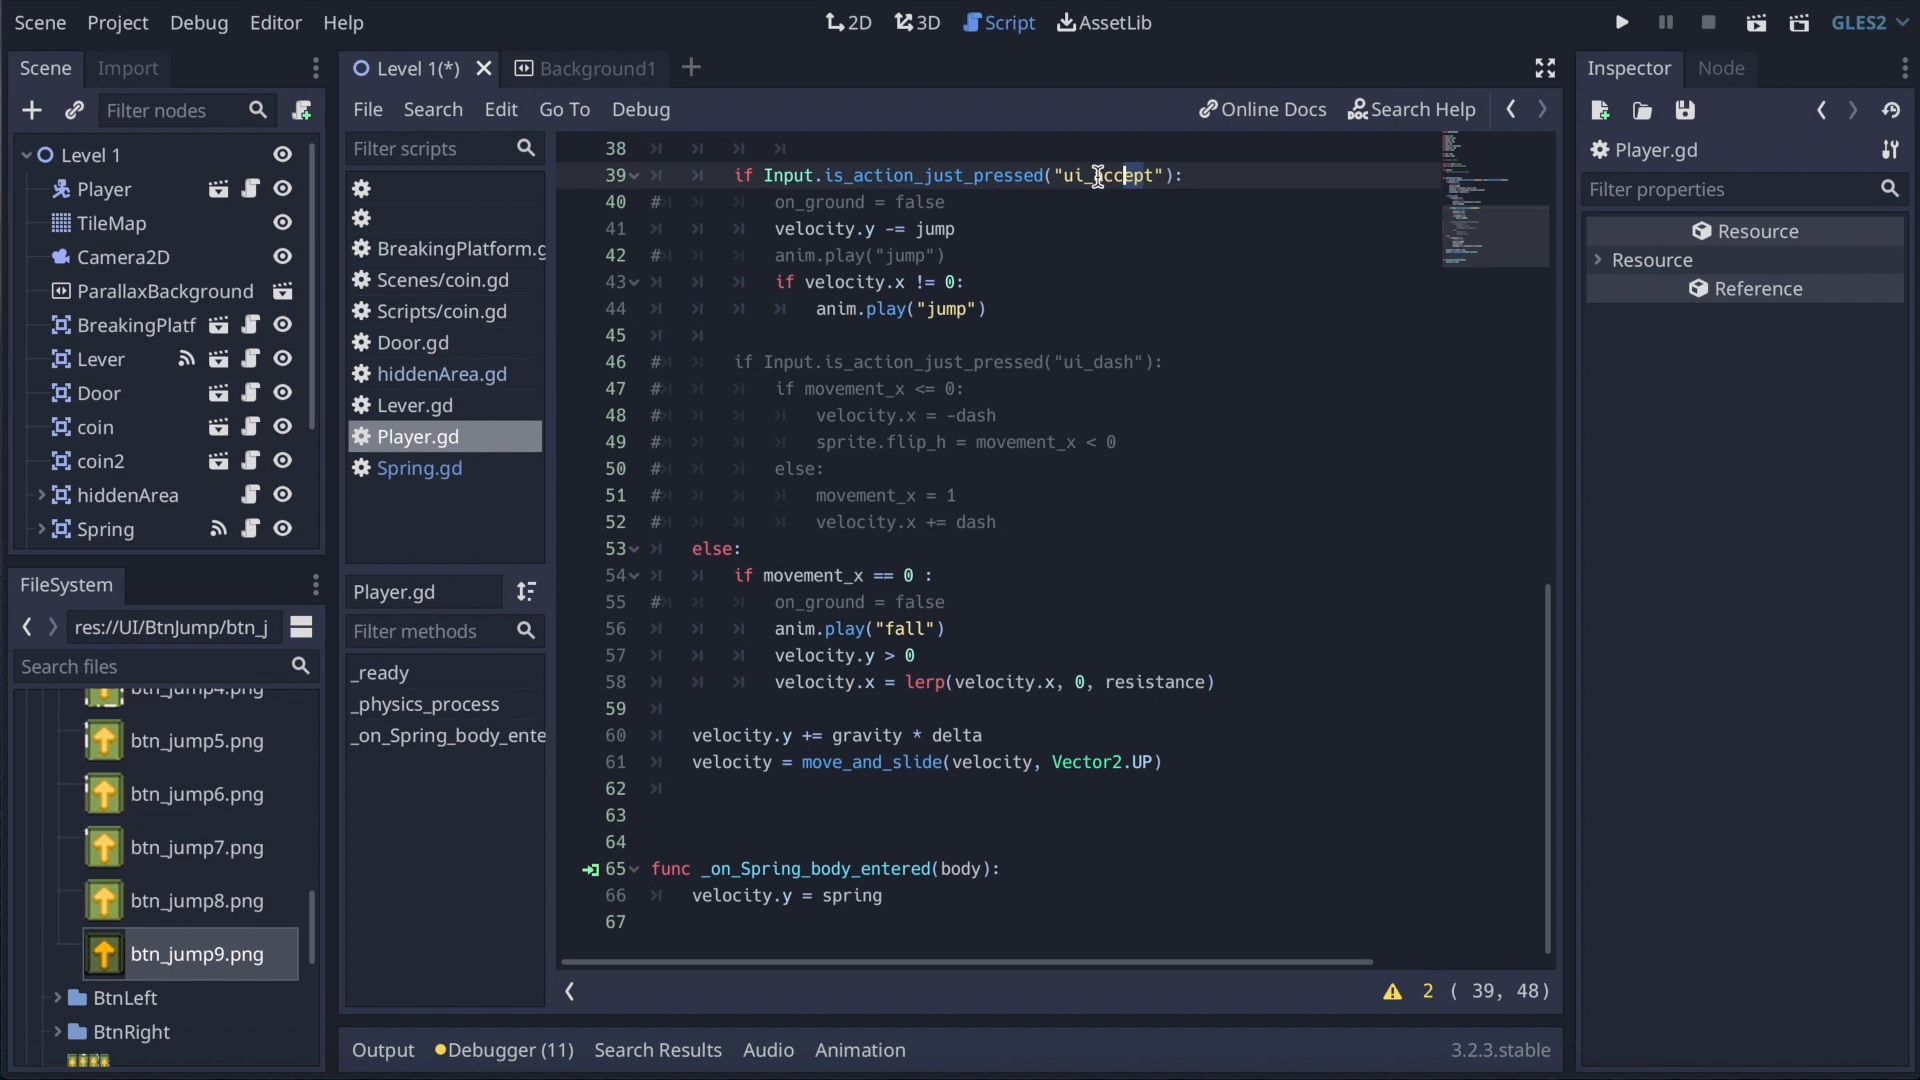 Scene Project Debug Editor Help
2D 3D Script AssetLib
GLES2
Scene Import
Filter nodes
Level 1
Player
TileMap
Camera2D
ParallaxBackground
BreakingPlatf
Lever
Door
coin
coin2
hiddenArea
Spring
FileSystem
res://UI/BtnJump/btn_j
Search files
btn_jump4.png
btn_jump5.png
btn_jump6.png
btn_jump7.png
btn_jump8.png
btn_jump9.png
BtnLeft
BtnRight
Level 1(*) Background1
File Search Edit Go To Debug
Online Docs Search Help
Filter scripts
BreakingPlatform.g
Scenes/coin.gd
Scripts/coin.gd
Door.gd
hiddenArea.gd
Lever.gd
Player.gd
Spring.gd
Player.gd
Filter methods
_ready
_physics_process
_on_Spring_body_ente
38
39 if Input.is_action_just_pressed("ui_accept"):
40 # on_ground = false
41 velocity.y -= jump
42 # anim.play("jump")
43 if velocity.x != 0:
44 anim.play("jump")
45
46 # if Input.is_action_just_pressed("ui_dash"):
47 # if movement_x <= 0:
48 # velocity.x = -dash
49 # sprite.flip_h = movement_x < 0
50 # else:
51 # movement_x = 1
52 # velocity.x += dash
53 else:
54 if movement_x == 0 :
55 # on_ground = false
56 anim.play("fall")
57 velocity.y > 0
58 velocity.x = lerp(velocity.x, 0, resistance)
59
60 velocity.y += gravity * delta
61 velocity = move_and_slide(velocity, Vector2.UP)
62
63
64
65 func _on_Spring_body_entered(body):
66 velocity.y = spring
67
2 ( 39, 48)
Output Debugger (11) Search Results Audio Animation
3.2.3.stable
Inspector Node
Player.gd
Filter properties
Resource
Resource
Reference